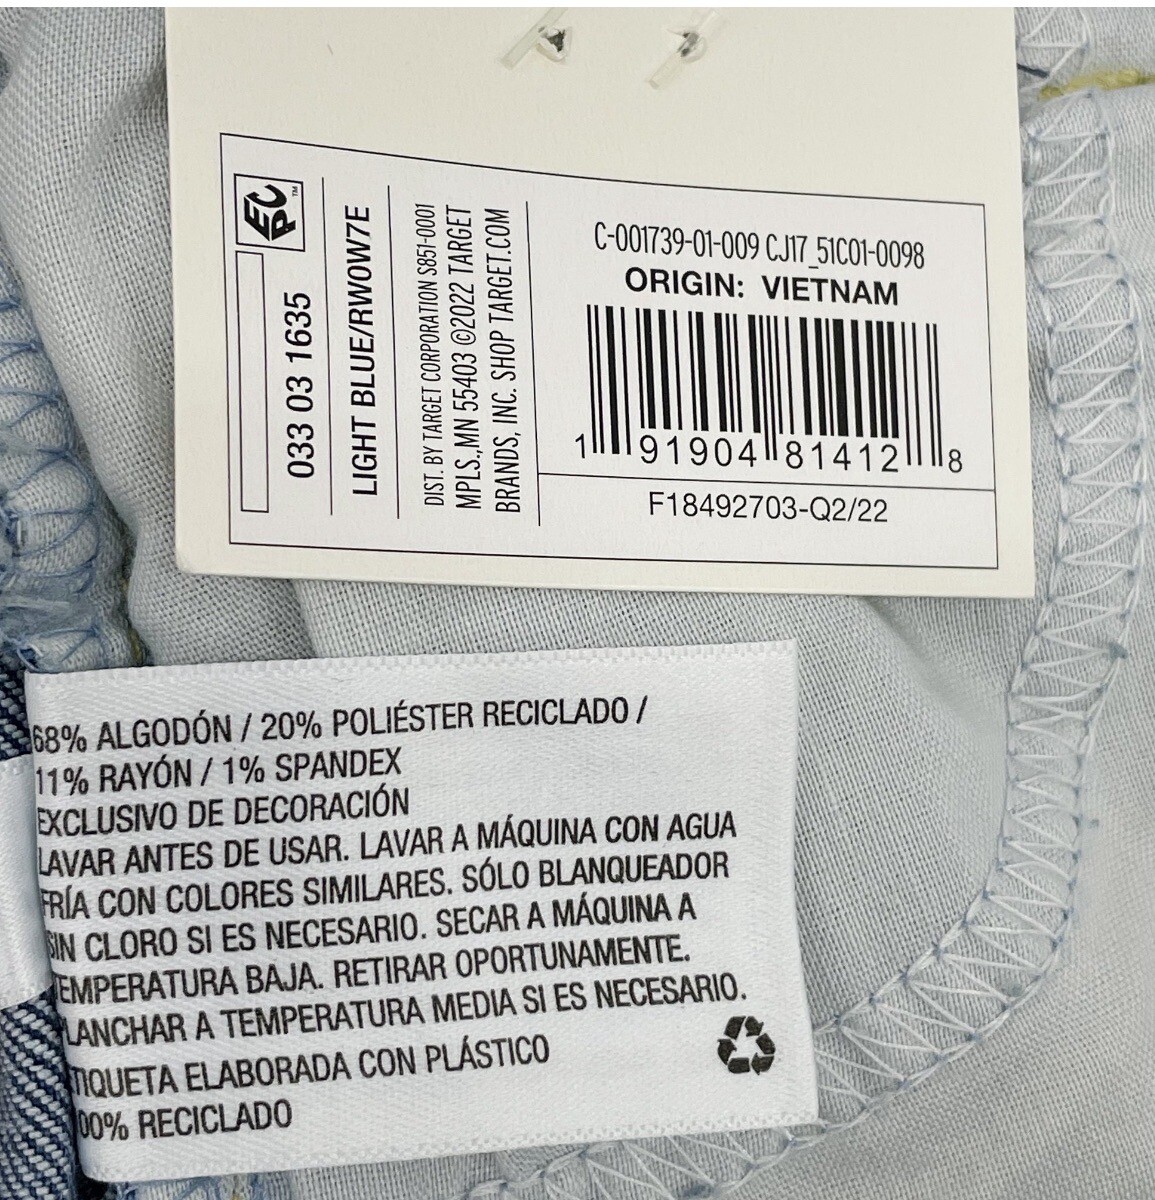 EPC™
033 03 1635
LIGHT BLUE/RWOW7E
DIST. BY TARGET CORPORATION S851-0001
MPLS.,MN 55403 ©2022 TARGET
BRANDS, INC. SHOP TARGET.COM
C-001739-01-009 CJ17_51C01-0098
ORIGIN: VIETNAM
1 91904 81412 8
F18492703-Q2/22
68% ALGODÓN / 20% POLIÉSTER RECICLADO /
11% RAYÓN / 1% SPANDEX
EXCLUSIVO DE DECORACIÓN
LAVAR ANTES DE USAR. LAVAR A MÁQUINA CON AGUA
FRÍA CON COLORES SIMILARES. SÓLO BLANQUEADOR
SIN CLORO SI ES NECESARIO. SECAR A MÁQUINA A
TEMPERATURA BAJA. RETIRAR OPORTUNAMENTE.
LANCHAR A TEMPERATURA MEDIA SI ES NECESARIO.
TIQUETA ELABORADA CON PLÁSTICO
00% RECICLADO